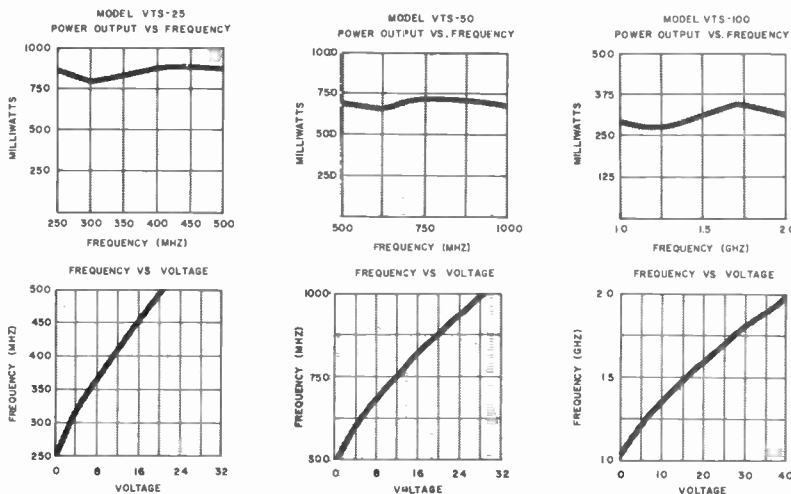 MODEL VTS-25
POWER OUTPUT VS FREQUENCY
1000
750
500
250
MILLIWATTS
250 300 350 400 450 500
FREQUENCY (MHZ)
MODEL VTS-50
POWER OUTPUT VS. FREQUENCY
1000
750
500
250
MILLIWATTS
500 750 1000
FREQUENCY (MHZ)
MODEL VTS-100
POWER OUTPUT VS. FREQUENCY
500
375
250
125
MILLIWATTS
1.0 1.5 2.0
FREQUENCY (GHZ)
FREQUENCY VS VOLTAGE
500
450
400
350
300
250
FREQUENCY (MHZ)
0 8 16 24 32
VOLTAGE
FREQUENCY VS VOLTAGE
1000
750
500
FREQUENCY (MHZ)
0 8 16 24 32
VOLTAGE
FREQUENCY VS VOLTAGE
2.0
1.5
1.0
FREQUENCY (GHZ)
0 10 20 30 40
VOLTAGE